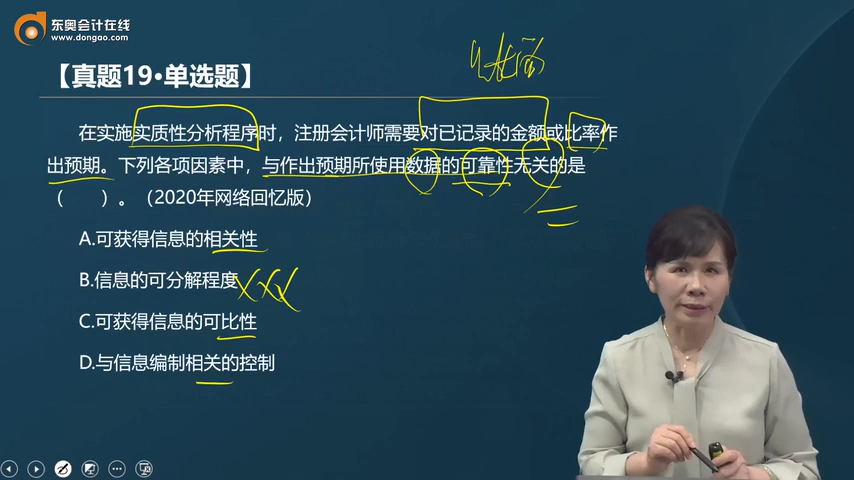 东奥会计在线
www.dongao.com
【真题19·单选题】
在实施实质性分析程序时，注册会计师需要对已记录的金额或比率作
出预期。下列各项因素中，与作出预期所使用数据的可靠性无关的是
（ ）。（2020年网络回忆版）
A.可获得信息的相关性
B.信息的可分解程度
C.可获得信息的可比性
D.与信息编制相关的控制